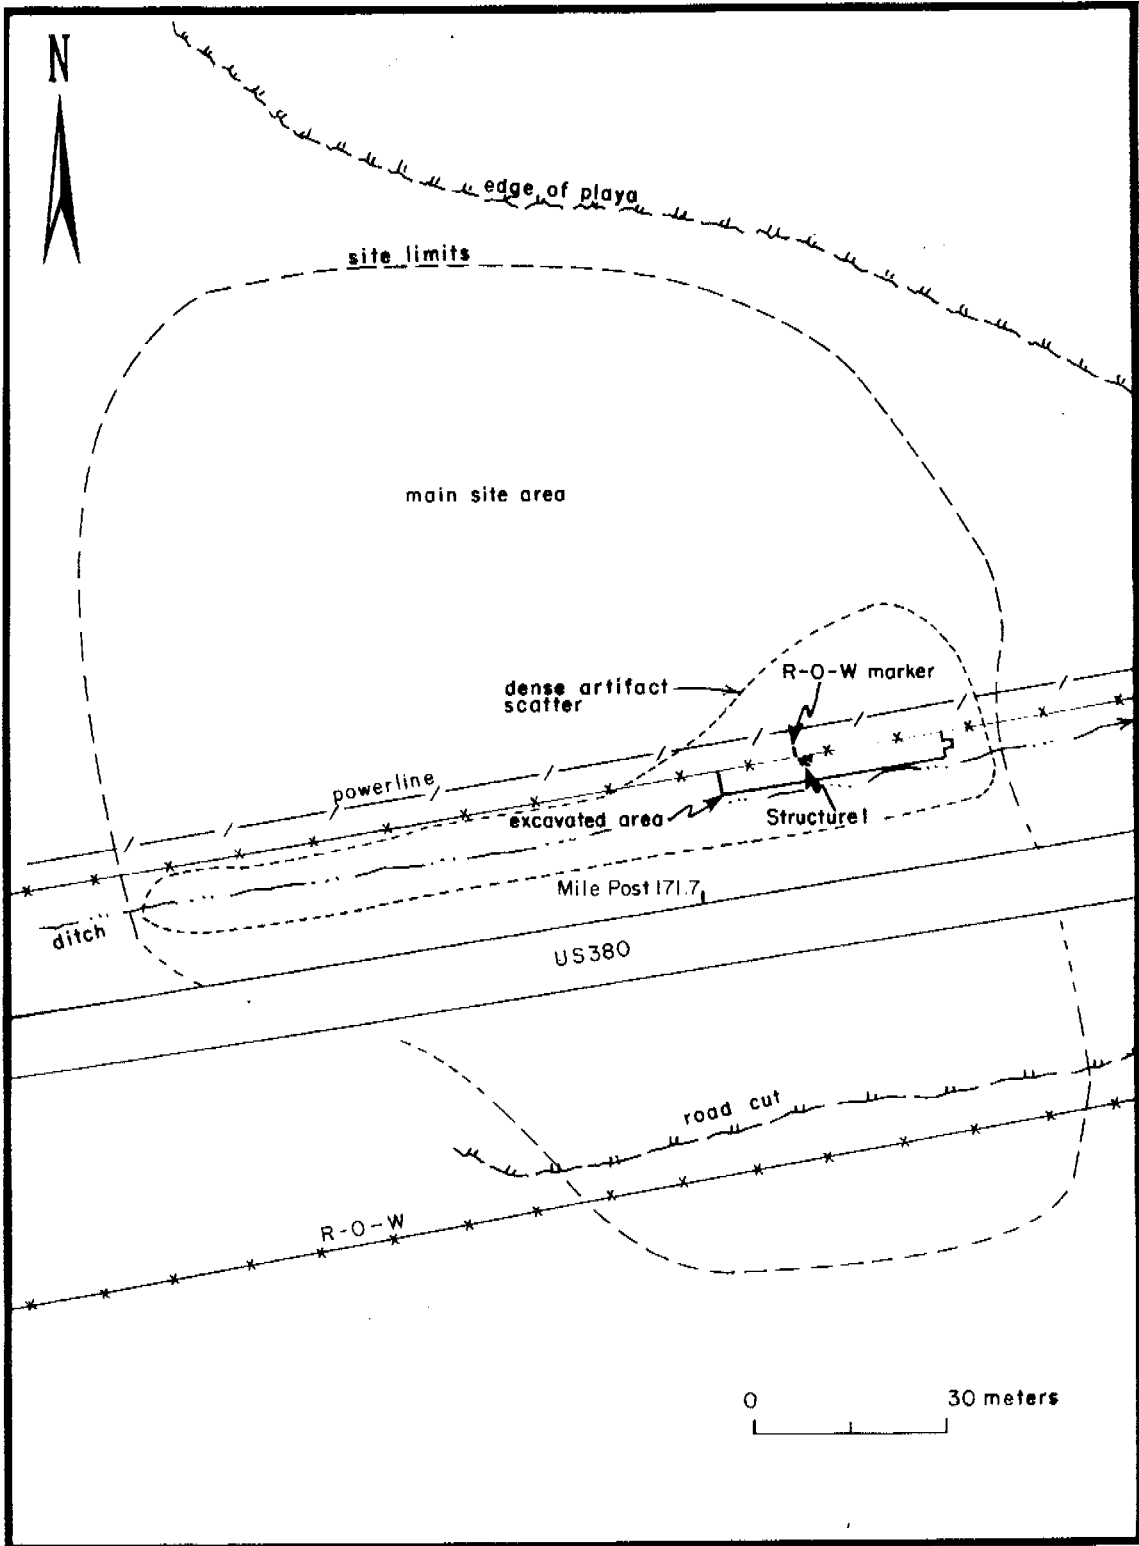 N
edge of playa
site limits
main site area
R-O-W marker
dense artifact
scatter
powerline
excavated area
Structure 1
Mile Post 171.7
ditch
US380
road cut
R-O-W
0
30 meters